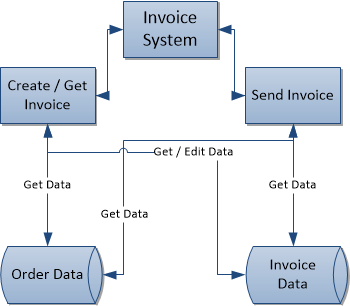 Invoice
System
Create / Get
Invoice
Send Invoice
Get / Edit Data
Get Data
Get Data
Get Data
Order Data
Invoice
Data